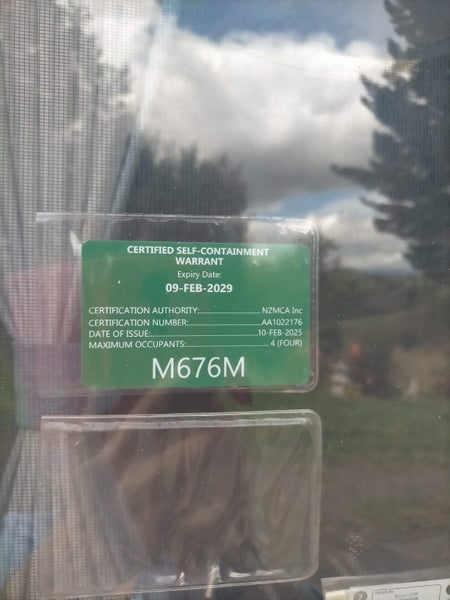 CERTIFIED SELF-CONTAINMENT
WARRANT
Expiry Date:
09-FEB-2029
CERTIFICATION AUTHORITY:............................ NZMCA Inc
CERTIFICATION NUMBER:............................AA1022176
DATE OF ISSUE:............................10-FEB-2025
MAXIMUM OCCUPANTS:............................ 4 (FOUR)
M676M